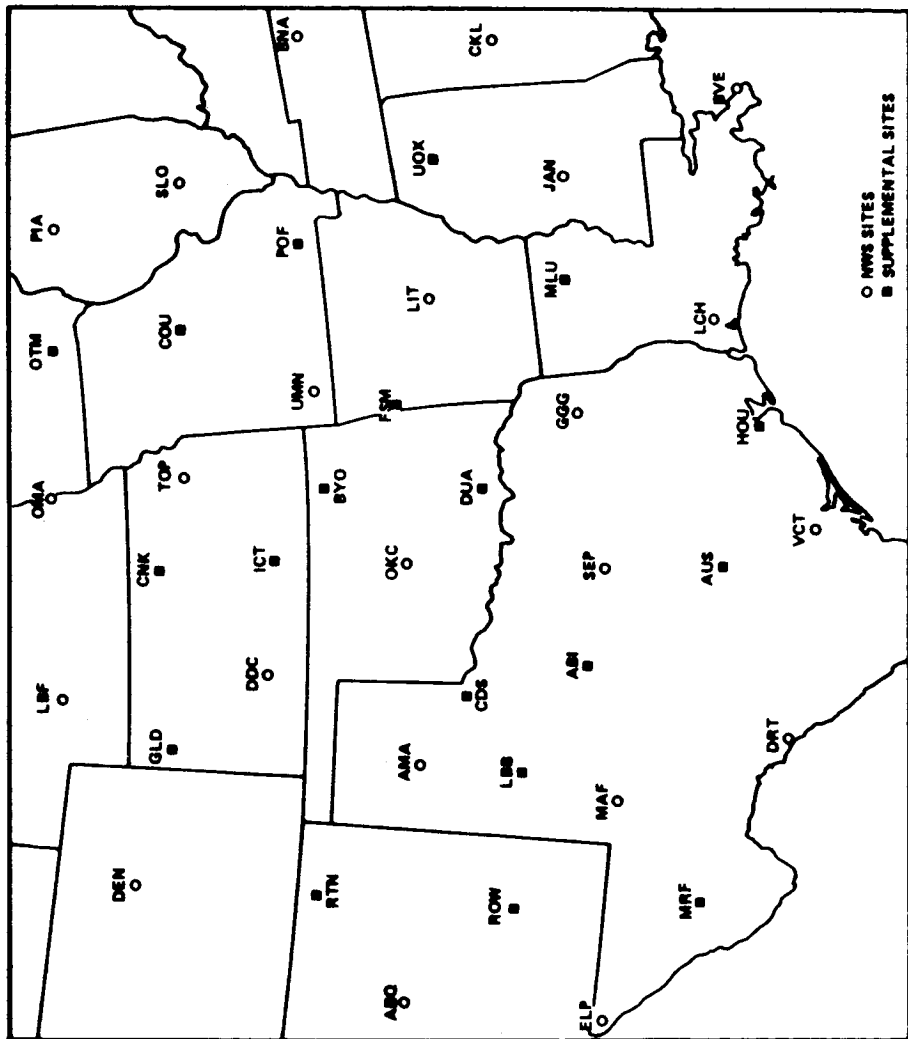 PIA
OTM
OMA
LBF
BNA
SLO
COU
TOP
CNK
GLD
DEN
CKL
UOX
POF
UMN
ICT
DDC
RTN
LIT
FSM
BYO
OKC
AMA
ABQ
JAN
MLU
DUA
CDS
LBB
ROW
BVE
GGG
SEP
ABI
MAF
ELP
LCH
HOU
AUS
MRF
VCT
DRT
NWS SITES
SUPPLEMENTAL SITES